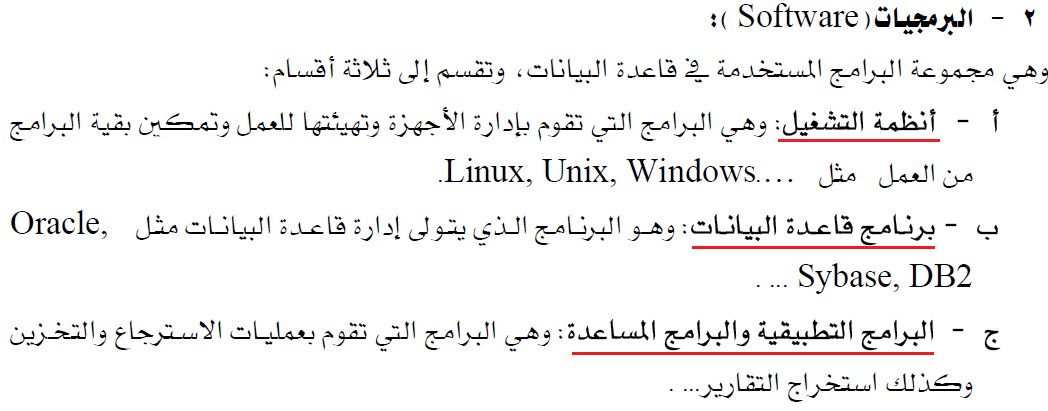 ٢ - البرمجيات ( Software ):
وهي مجموعة البرامج المستخدمة في قاعدة البيانات، وتقسم إلى ثلاثة أقسام:
أ - أنظمة التشغيل: وهي البرامج التي تقوم بإدارة الأجهزة وتهيئتها للعمل وتمكين بقية البرامج
من العمل مثل Linux, Unix, Windows….
ب - برنامج قاعدة البيانات: وهو البرنامج الذي يتولى إدارة قاعدة البيانات مثل Oracle,
Sybase, DB2 ... .
ج - البرامج التطبيقية والبرامج المساعدة: وهي البرامج التي تقوم بعمليات الاسترجاع والتخزين
وكذلك استخراج التقارير... .